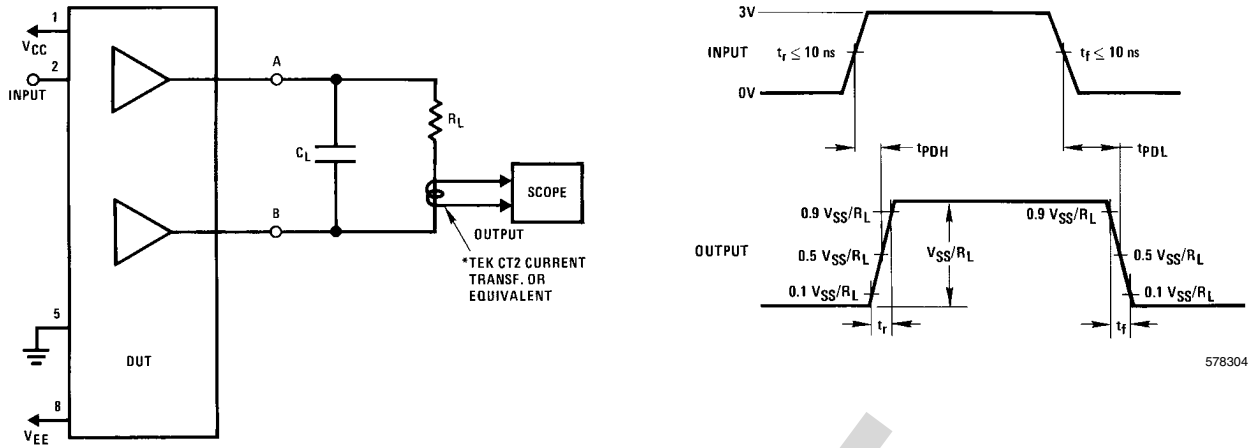 1
VCC
2
INPUT
A
RL
CL
SCOPE
B
OUTPUT
*TEK CT2 CURRENT
TRANSF. OR
EQUIVALENT
5
DUT
8
VEE
3V
INPUT
tr ≤ 10 ns
tf ≤ 10 ns
0V
tPDH
tPDL
0.9 VSS/RL
0.9 VSS/RL
OUTPUT
0.5 VSS/RL
VSS/RL
0.5 VSS/RL
0.1 VSS/RL
0.1 VSS/RL
tr
tf
578304